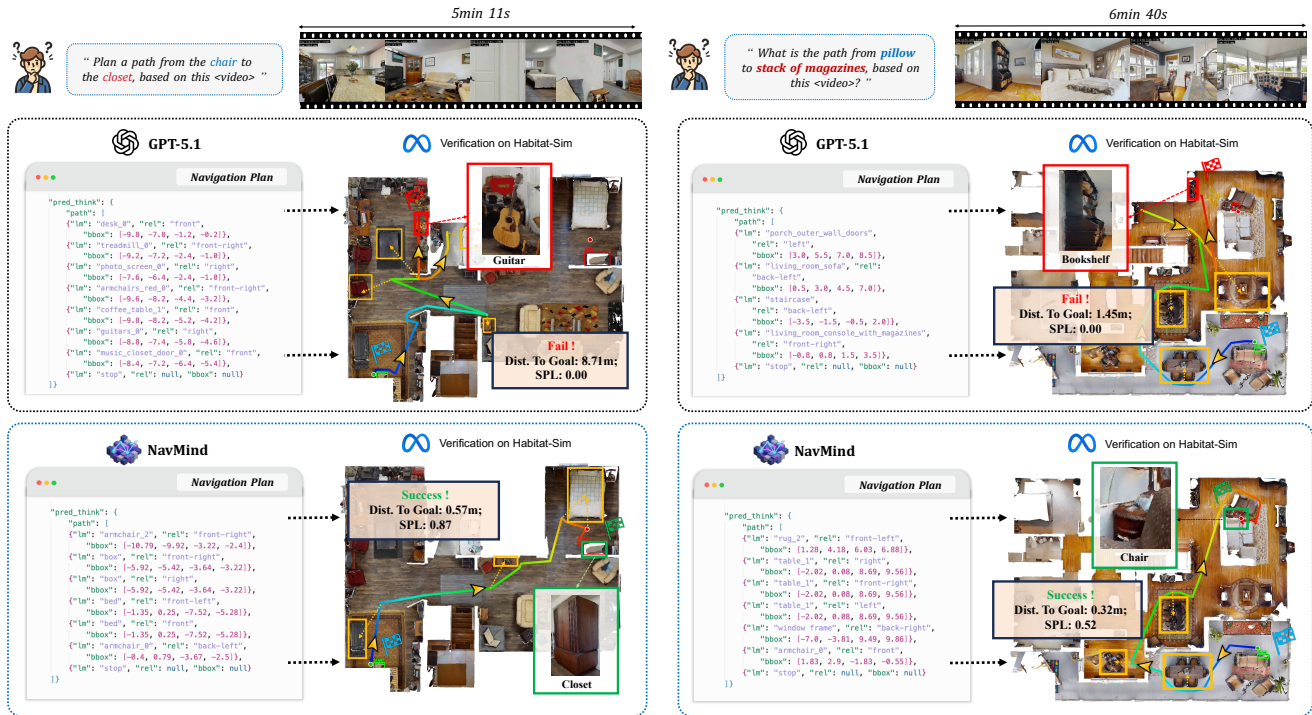 5min 11s
“ Plan a path from the chair to
the closet, based on this <video> ”
GPT-5.1
Verification on Habitat-Sim
Navigation Plan
"pred_think": {
"path": [
{"lm": "desk_0", "rel": "front",
"bbox": [-9.8, -7.8, -1.2, -0.2]},
{"lm": "treadmill_0", "rel": "front-right",
"bbox": [-9.2, -7.2, -2.4, -1.0]},
{"lm": "photo_screen_0", "rel": "right",
"bbox": [-7.6, -6.4, -2.4, -1.0]},
{"lm": "armchairs_red_0", "rel": "front-right",
"bbox": [-9.6, -8.2, -4.4, -3.2]},
{"lm": "coffee_table_1", "rel": "front",
"bbox": [-9.8, -8.2, -5.2, -4.2]},
{"lm": "guitars_0", "rel": "right",
"bbox": [-8.8, -7.4, -5.8, -4.6]},
{"lm": "music_closet_door_0", "rel": "front",
"bbox": [-8.4, -7.2, -6.4, -5.4]},
{"lm": "stop", "rel": null, "bbox": null}
]}
Guitar
Fail !
Dist. To Goal: 8.71m;
SPL: 0.00
NavMind
Verification on Habitat-Sim
Navigation Plan
"pred_think": {
"path": [
{"lm": "armchair_2", "rel": "front-right",
"bbox": [-10.79, -9.92, -3.22, -2.4]},
{"lm": "box", "rel": "front-right",
"bbox": [-5.92, -5.42, -3.64, -3.22]},
{"lm": "box", "rel": "right",
"bbox": [-5.92, -5.42, -3.64, -3.22]},
{"lm": "bed", "rel": "front-left",
"bbox": [-1.35, 0.25, -7.52, -5.28]},
{"lm": "bed", "rel": "front",
"bbox": [-1.35, 0.25, -7.52, -5.28]},
{"lm": "armchair_0", "rel": "back-left",
"bbox": [-0.4, 0.79, -3.67, -2.5]},
{"lm": "stop", "rel": null, "bbox": null}
]}
Success !
Dist. To Goal: 0.57m;
SPL: 0.87
Closet
6min 40s
“ What is the path from pillow
to stack of magazines, based on
this <video>? ”
GPT-5.1
Verification on Habitat-Sim
Navigation Plan
"pred_think": {
"path": [
{"lm": "porch_outer_wall_doors",
"rel": "left",
"bbox": [3.0, 5.5, 7.0, 8.5]},
{"lm": "living_room_sofa", "rel":
"back-left",
"bbox": [0.5, 3.0, 4.5, 7.0]},
{"lm": "staircase",
"rel": "back-left",
"bbox": [-3.5, -1.5, -0.5, 2.0]},
{"lm": "living_room_console_with_magazines",
"rel": "front-right",
"bbox": [-0.8, 0.8, 1.5, 3.5]},
{"lm": "stop", "rel": null, "bbox": null}
]}
Bookshelf
Fail !
Dist. To Goal: 1.45m;
SPL: 0.00
NavMind
Verification on Habitat-Sim
Navigation Plan
"pred_think": {
"path": [
{"lm": "rug_2", "rel": "front-left",
"bbox": [1.28, 4.18, 6.03, 6.88]},
{"lm": "table_1", "rel": "right",
"bbox": [-2.02, 0.08, 8.69, 9.56]},
{"lm": "table_1", "rel": "front-right",
"bbox": [-2.02, 0.08, 8.69, 9.56]},
{"lm": "table_1", "rel": "left",
"bbox": [-2.02, 0.08, 8.69, 9.56]},
{"lm": "window frame", "rel": "back-right",
"bbox": [-7.0, -3.81, 9.49, 9.86]},
{"lm": "armchair_0", "rel": "front",
"bbox": [1.83, 2.9, -1.83, -0.55]},
{"lm": "stop", "rel": null, "bbox": null}
]}
Chair
Success !
Dist. To Goal: 0.32m;
SPL: 0.52